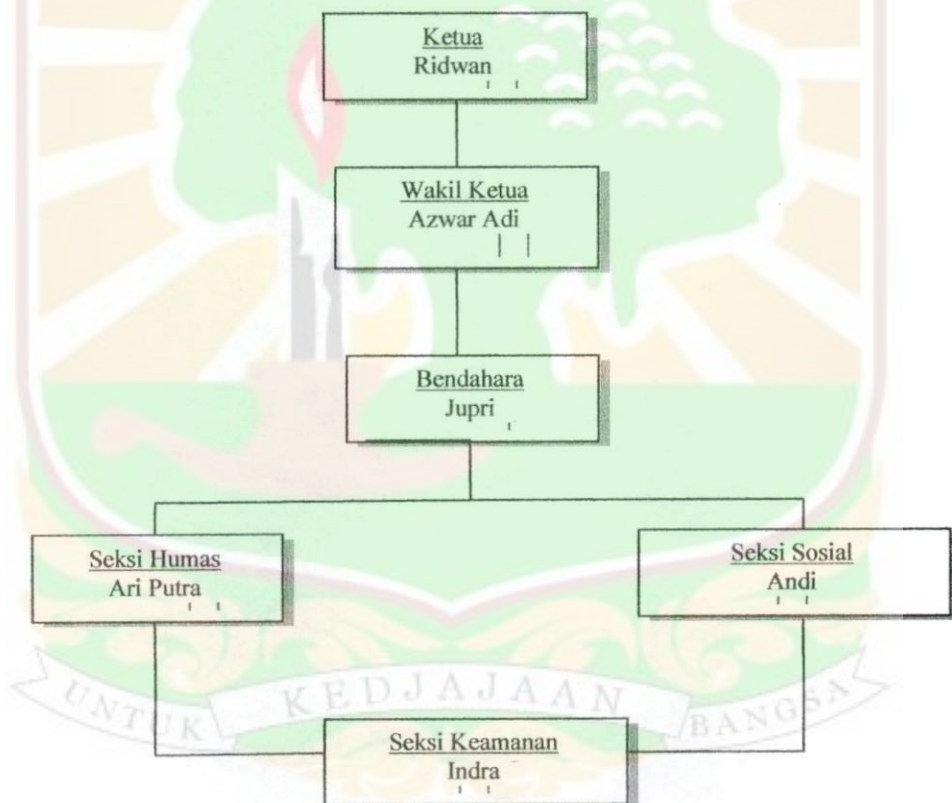 Ketua
Ridwan
Wakil Ketua
Azwar Adi
Bendahara
Jupri
Seksi Humas
Ari Putra
Seksi Sosial
Andi
UNTUK KEDJAJAAN BANGSA
Seksi Keamanan
Indra